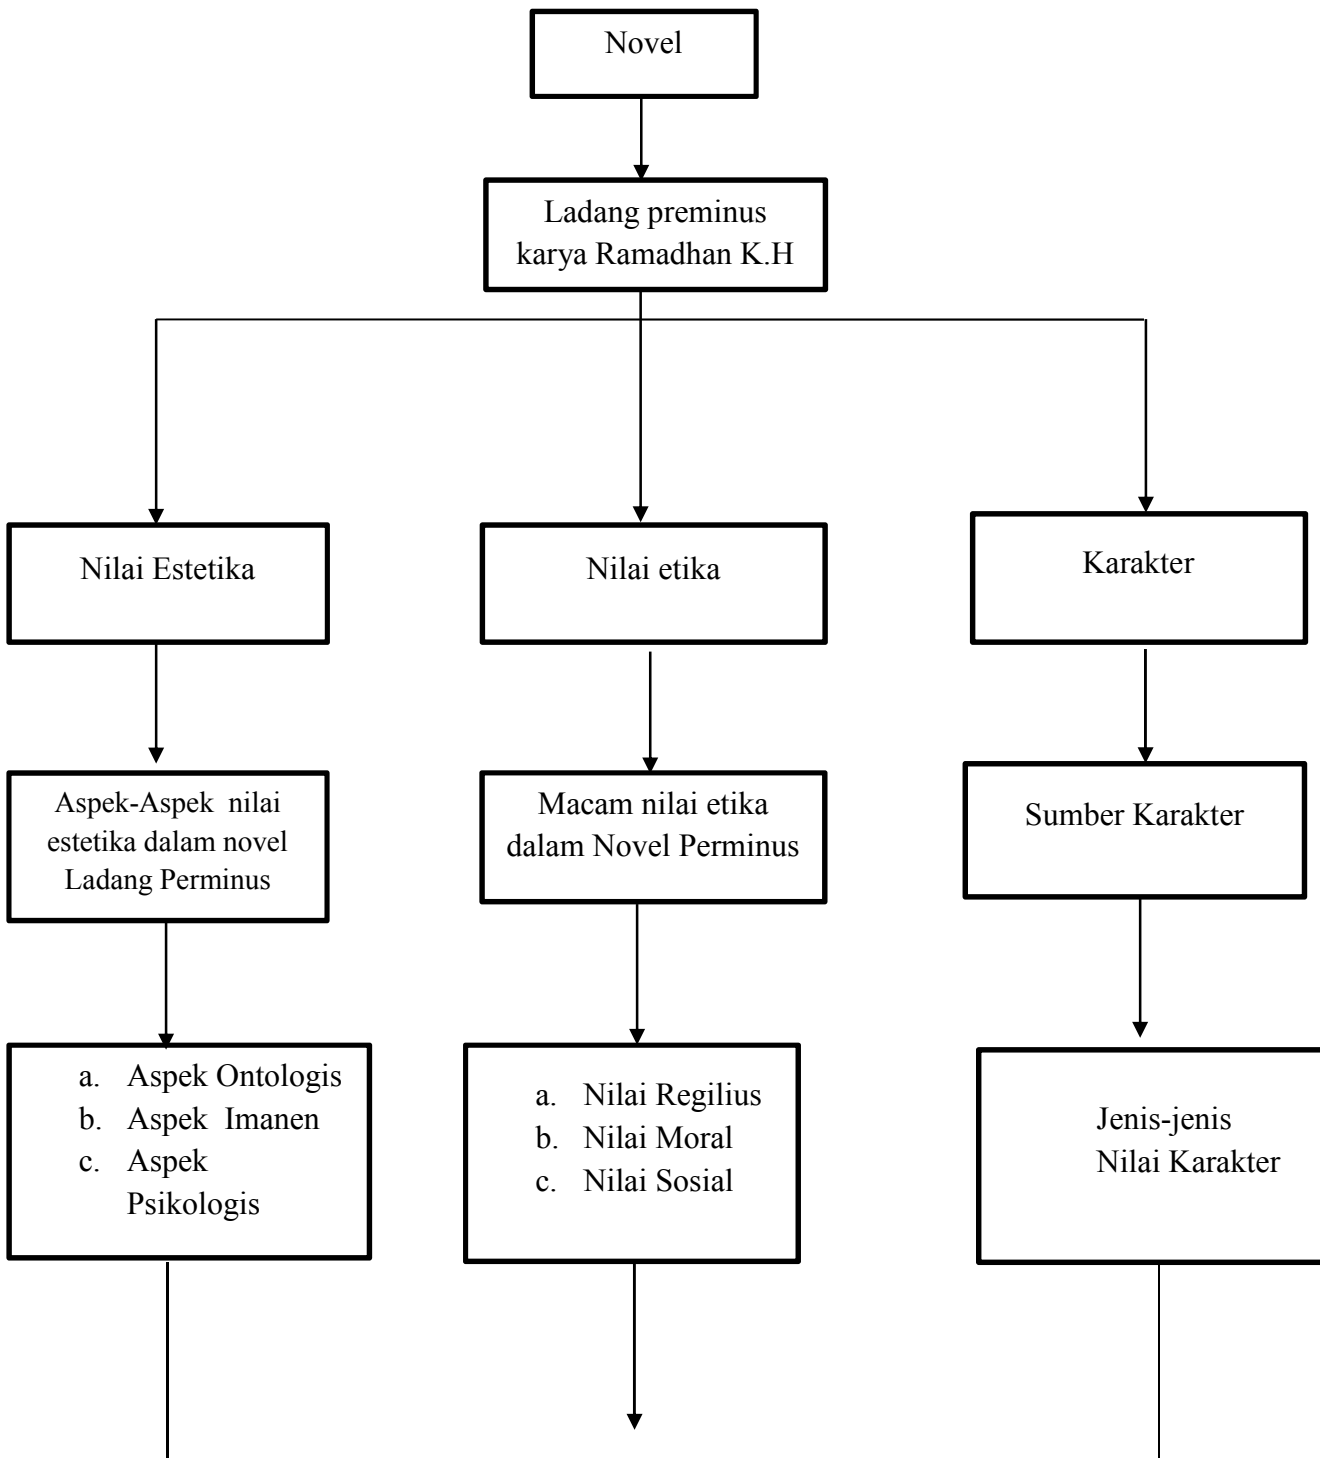 Novel
Ladang preminus
karya Ramadhan K.H
Nilai Estetika
Nilai etika
Karakter
Aspek-Aspek nilai
estetika dalam novel
Ladang Perminus
Macam nilai etika
dalam Novel Perminus
Sumber Karakter
a. Aspek Ontologis
b. Aspek Imanen
c. Aspek
Psikologis
a. Nilai Regilius
b. Nilai Moral
c. Nilai Sosial
Jenis-jenis
Nilai Karakter